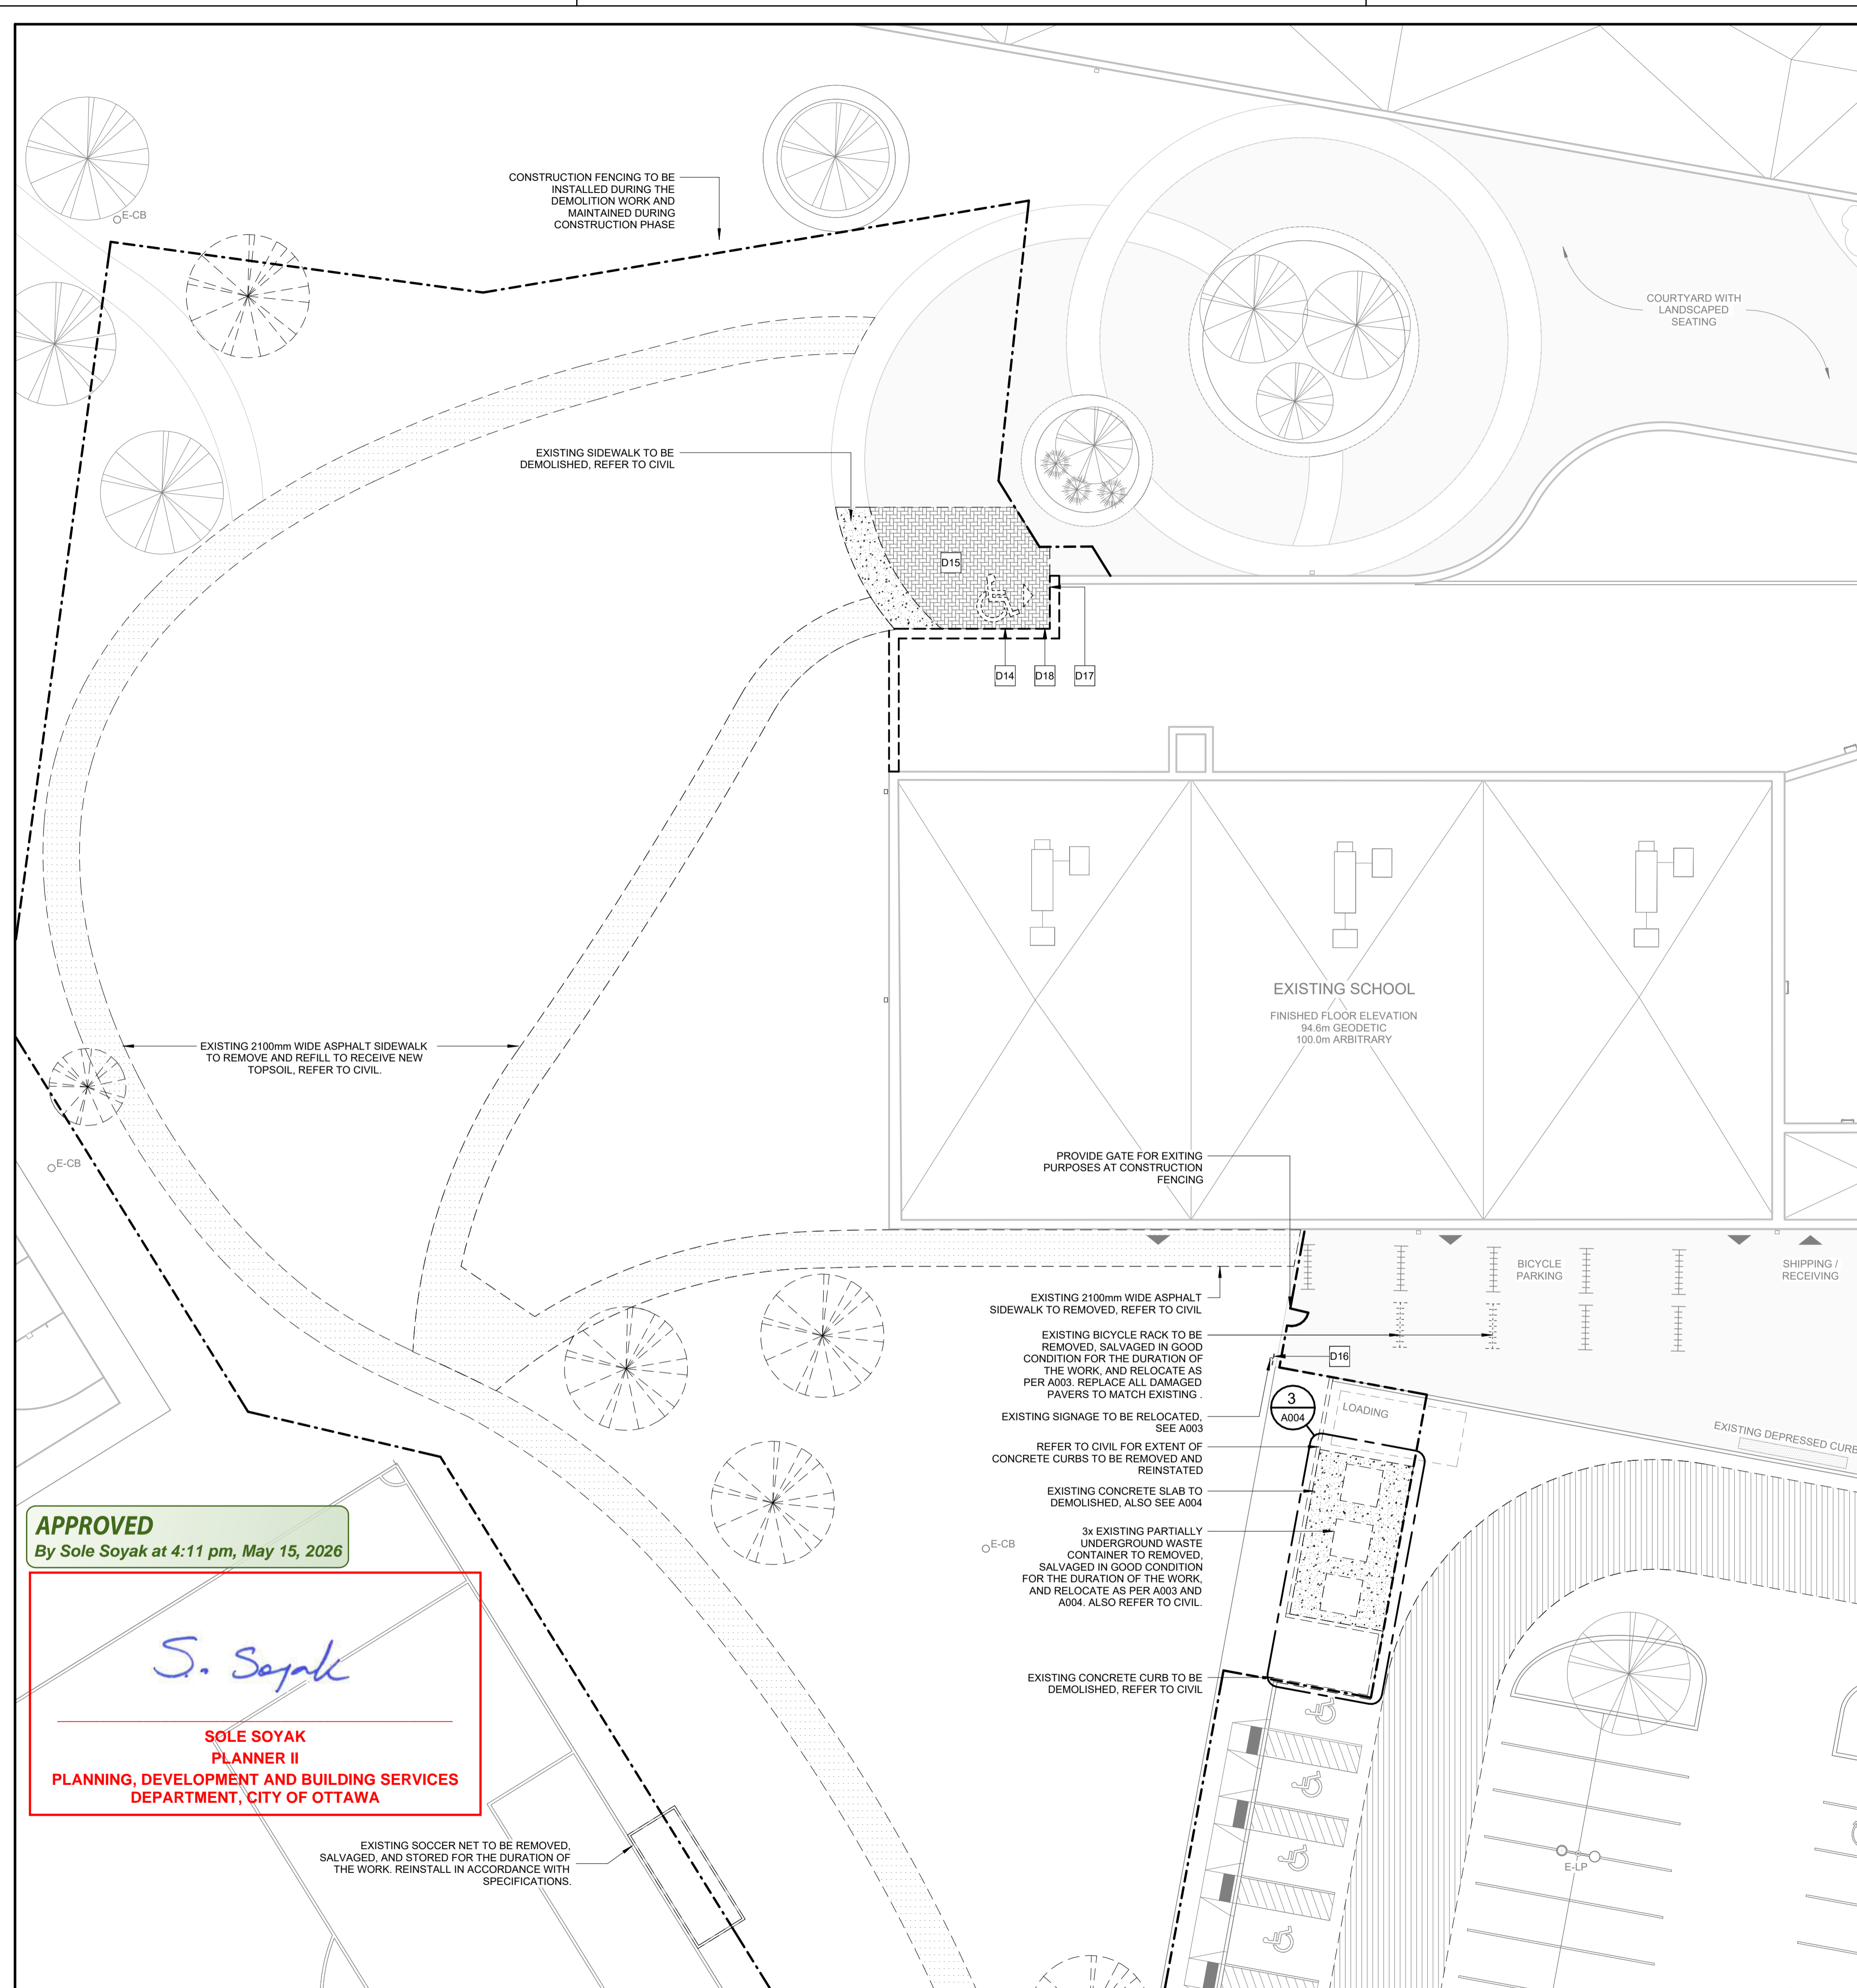 CONSTRUCTION FENCING TO BE
INSTALLED DURING THE
DEMOLITION WORK AND
MAINTAINED DURING
CONSTRUCTION PHASE
E-CB
COURTYARD WITH
LANDSCAPED
SEATING
EXISTING SIDEWALK TO BE
DEMOLISHED, REFER TO CIVIL
D15
D14
D18
D17
EXISTING SCHOOL
FINISHED FLOOR ELEVATION
94.6m GEODETIC
100.0m ARBITRARY
EXISTING 2100mm WIDE ASPHALT SIDEWALK
TO REMOVE AND REFILL TO RECEIVE NEW
TOPSOIL, REFER TO CIVIL.
E-CB
PROVIDE GATE FOR EXITING
PURPOSES AT CONSTRUCTION
FENCING
BICYCLE
PARKING
SHIPPING /
RECEIVING
EXISTING 2100mm WIDE ASPHALT
SIDEWALK TO REMOVED, REFER TO CIVIL
EXISTING BICYCLE RACK TO BE
REMOVED, SALVAGED IN GOOD
CONDITION FOR THE DURATION OF
THE WORK, AND RELOCATE AS
PER A003. REPLACE ALL DAMAGED
PAVERS TO MATCH EXISTING .
D16
3
A004
LOADING
EXISTING SIGNAGE TO BE RELOCATED,
SEE A003
EXISTING DEPRESSED CURB
REFER TO CIVIL FOR EXTENT OF
CONCRETE CURBS TO BE REMOVED AND
REINSTATED
EXISTING CONCRETE SLAB TO
DEMOLISHED, ALSO SEE A004
E-CB
3x EXISTING PARTIALLY
UNDERGROUND WASTE
CONTAINER TO REMOVED,
SALVAGED IN GOOD CONDITION
FOR THE DURATION OF THE WORK,
AND RELOCATE AS PER A003 AND
A004. ALSO REFER TO CIVIL.
EXISTING CONCRETE CURB TO BE
DEMOLISHED, REFER TO CIVIL
APPROVED
By Sole Soyak at 4:11 pm, May 15, 2026
S. Soyak
SOLE SOYAK
PLANNER II
PLANNING, DEVELOPMENT AND BUILDING SERVICES
DEPARTMENT, CITY OF OTTAWA
EXISTING SOCCER NET TO BE REMOVED,
SALVAGED, AND STORED FOR THE DURATION OF
THE WORK. REINSTALL IN ACCORDANCE WITH
SPECIFICATIONS.
E-LP